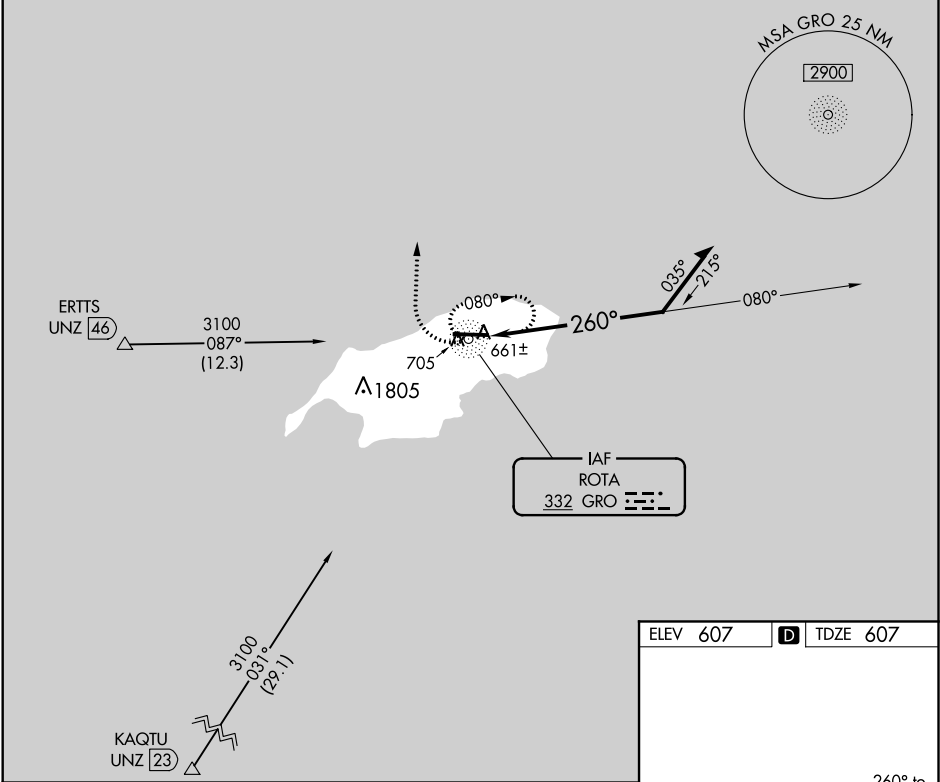 MSA GRO 25 NM
2900
035°
215°
080°
080°
260°
ERTTS
UNZ 46
3100
087°
(12.3)
705
661±
1805
IAF
ROTA
332 GRO
3100
031°
(29.1)
KAQTU
UNZ 23
ELEV 607 D TDZE 607